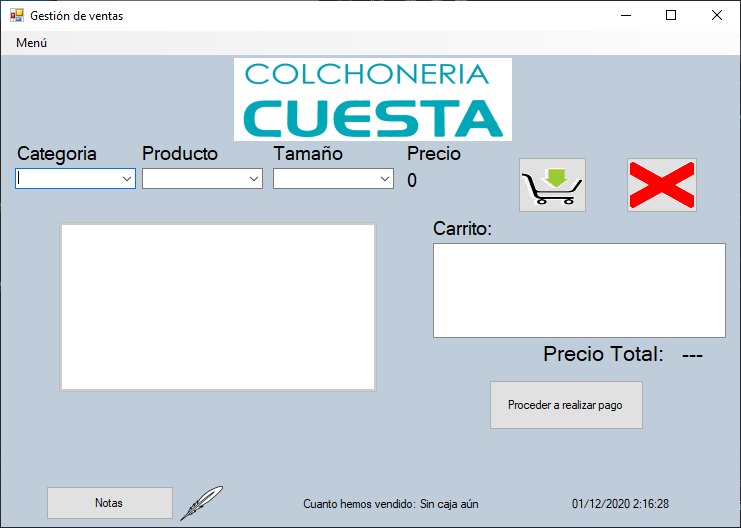 Gestión de ventas
Menú
COLCHONERIA
CUESTA
Categoria Producto Tamaño Precio
0
Carrito:
Precio Total: ---
Proceder a realizar pago
Notas
Cuanto hemos vendido: Sin caja aún
01/12/2020 2:16:28